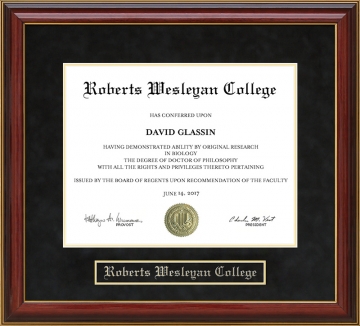 Roberts Wesleyan College
HAS CONFERRED UPON
DAVID GLASSIN
HAVING DEMONSTRATED ABILITY BY ORIGINAL RESEARCH
IN BIOLOGY
THE DEGREE OF DOCTOR OF PHILOSOPHY
WITH ALL THE RIGHTS AND PRIVILEGES THERETO PERTAINING
ISSUED BY THE BOARD OF REGENTS UPON RECOMMENDATION OF THE FACULTY
JUNE 14, 2017
PROVOST
PRESIDENT
Roberts Wesleyan College